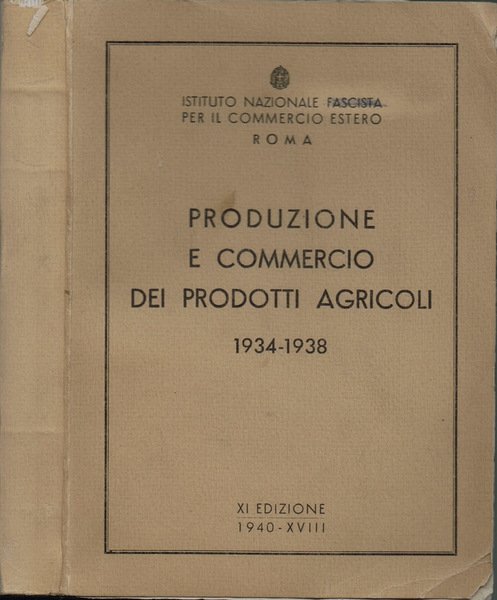 ISTITUTO NAZIONALE FASCISTA
PER IL COMMERCIO ESTERO
ROMA
PRODUZIONE
E COMMERCIO
DEI PRODOTTI AGRICOLI
1934-1938
XI EDIZIONE
1940-XVIII